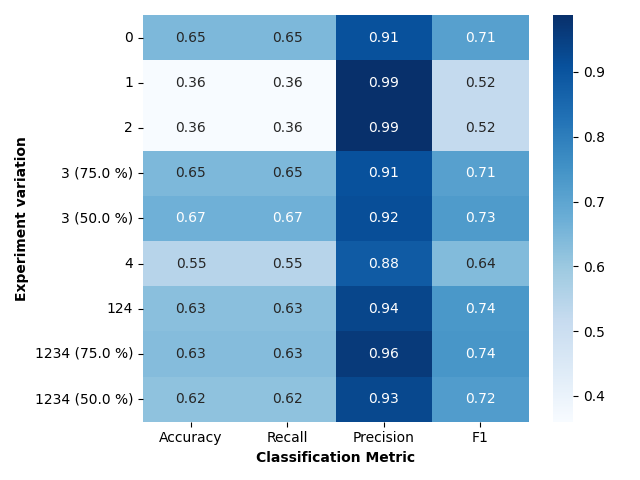 0 0.65 0.65 0.91 0.71
1 0.36 0.36 0.99 0.52
2 0.36 0.36 0.99 0.52
3 (75.0 %) 0.65 0.65 0.91 0.71
3 (50.0 %) 0.67 0.67 0.92 0.73
4 0.55 0.55 0.88 0.64
124 0.63 0.63 0.94 0.74
1234 (75.0 %) 0.63 0.63 0.96 0.74
1234 (50.0 %) 0.62 0.62 0.93 0.72
Accuracy Recall Precision F1
Classification Metric
Experiment variation
0.9
0.8
0.7
0.6
0.5
0.4